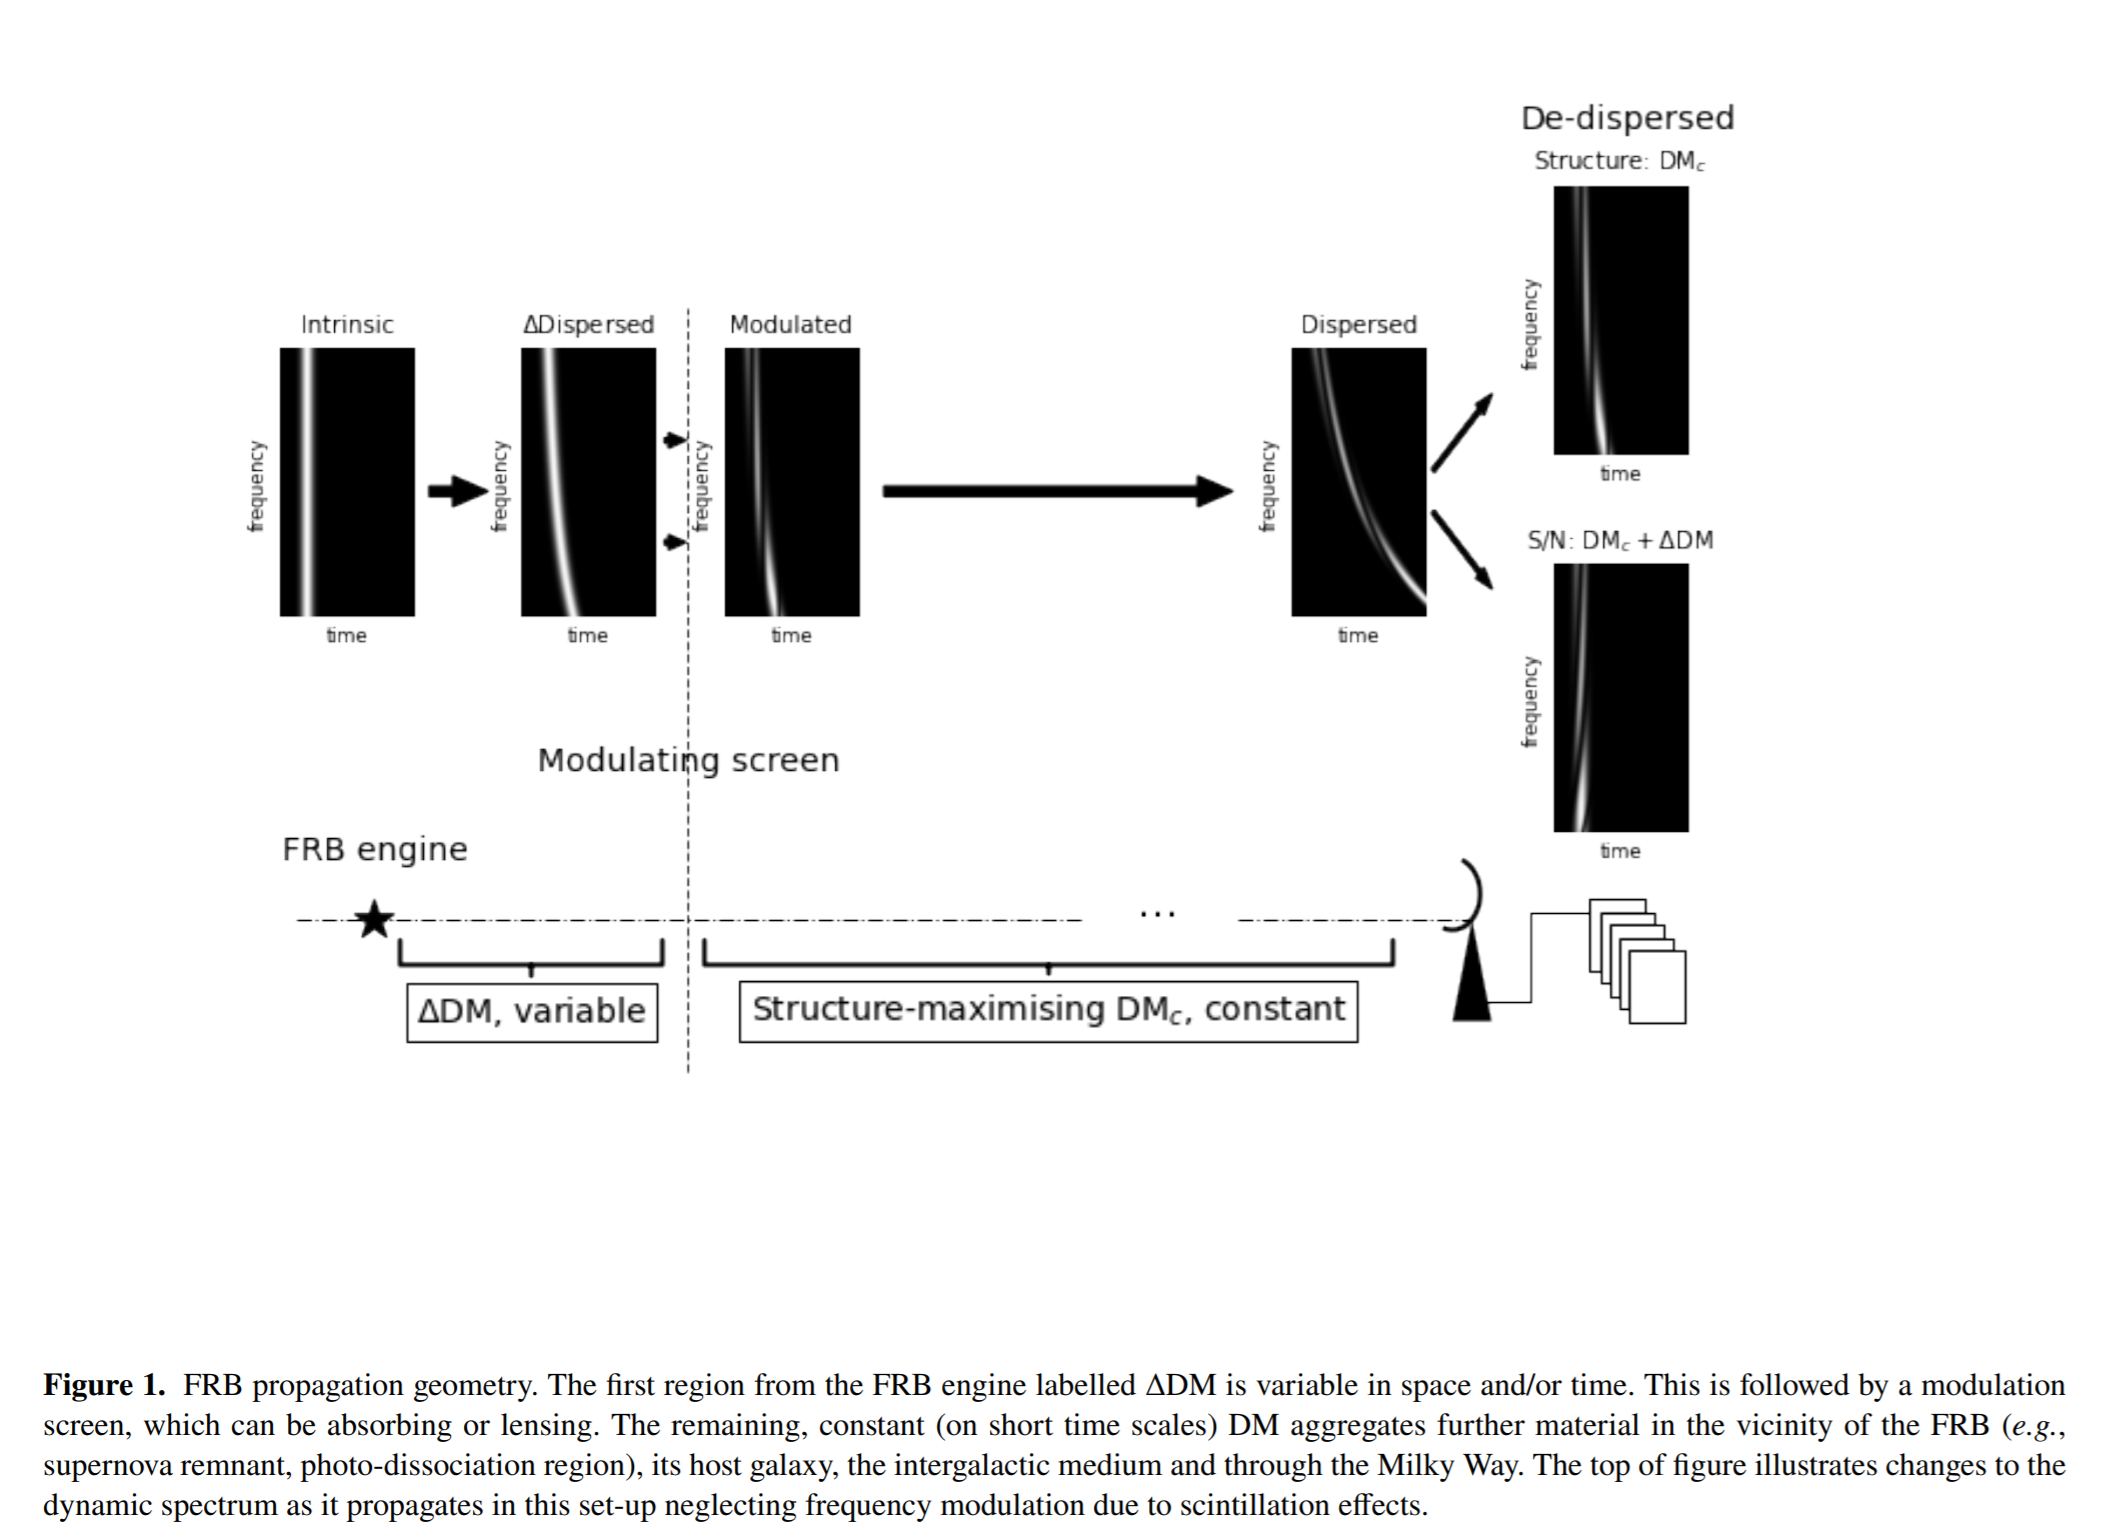 De-dispersed
Structure: DMc
frequency
time
Intrinsic
frequency
time
ΔDispersed
frequency
time
Modulated
frequency
time
Dispersed
frequency
time
S/N: DMc + ΔDM
frequency
time
Modulating screen
FRB engine
...
ΔDM, variable
Structure-maximising DMc, constant
Figure 1. FRB propagation geometry. The first region from the FRB engine labelled ΔDM is variable in space and/or time. This is followed by a modulation
screen, which can be absorbing or lensing. The remaining, constant (on short time scales) DM aggregates further material in the vicinity of the FRB (e.g.,
supernova remnant, photo-dissociation region), its host galaxy, the intergalactic medium and through the Milky Way. The top of figure illustrates changes to the
dynamic spectrum as it propagates in this set-up neglecting frequency modulation due to scintillation effects.